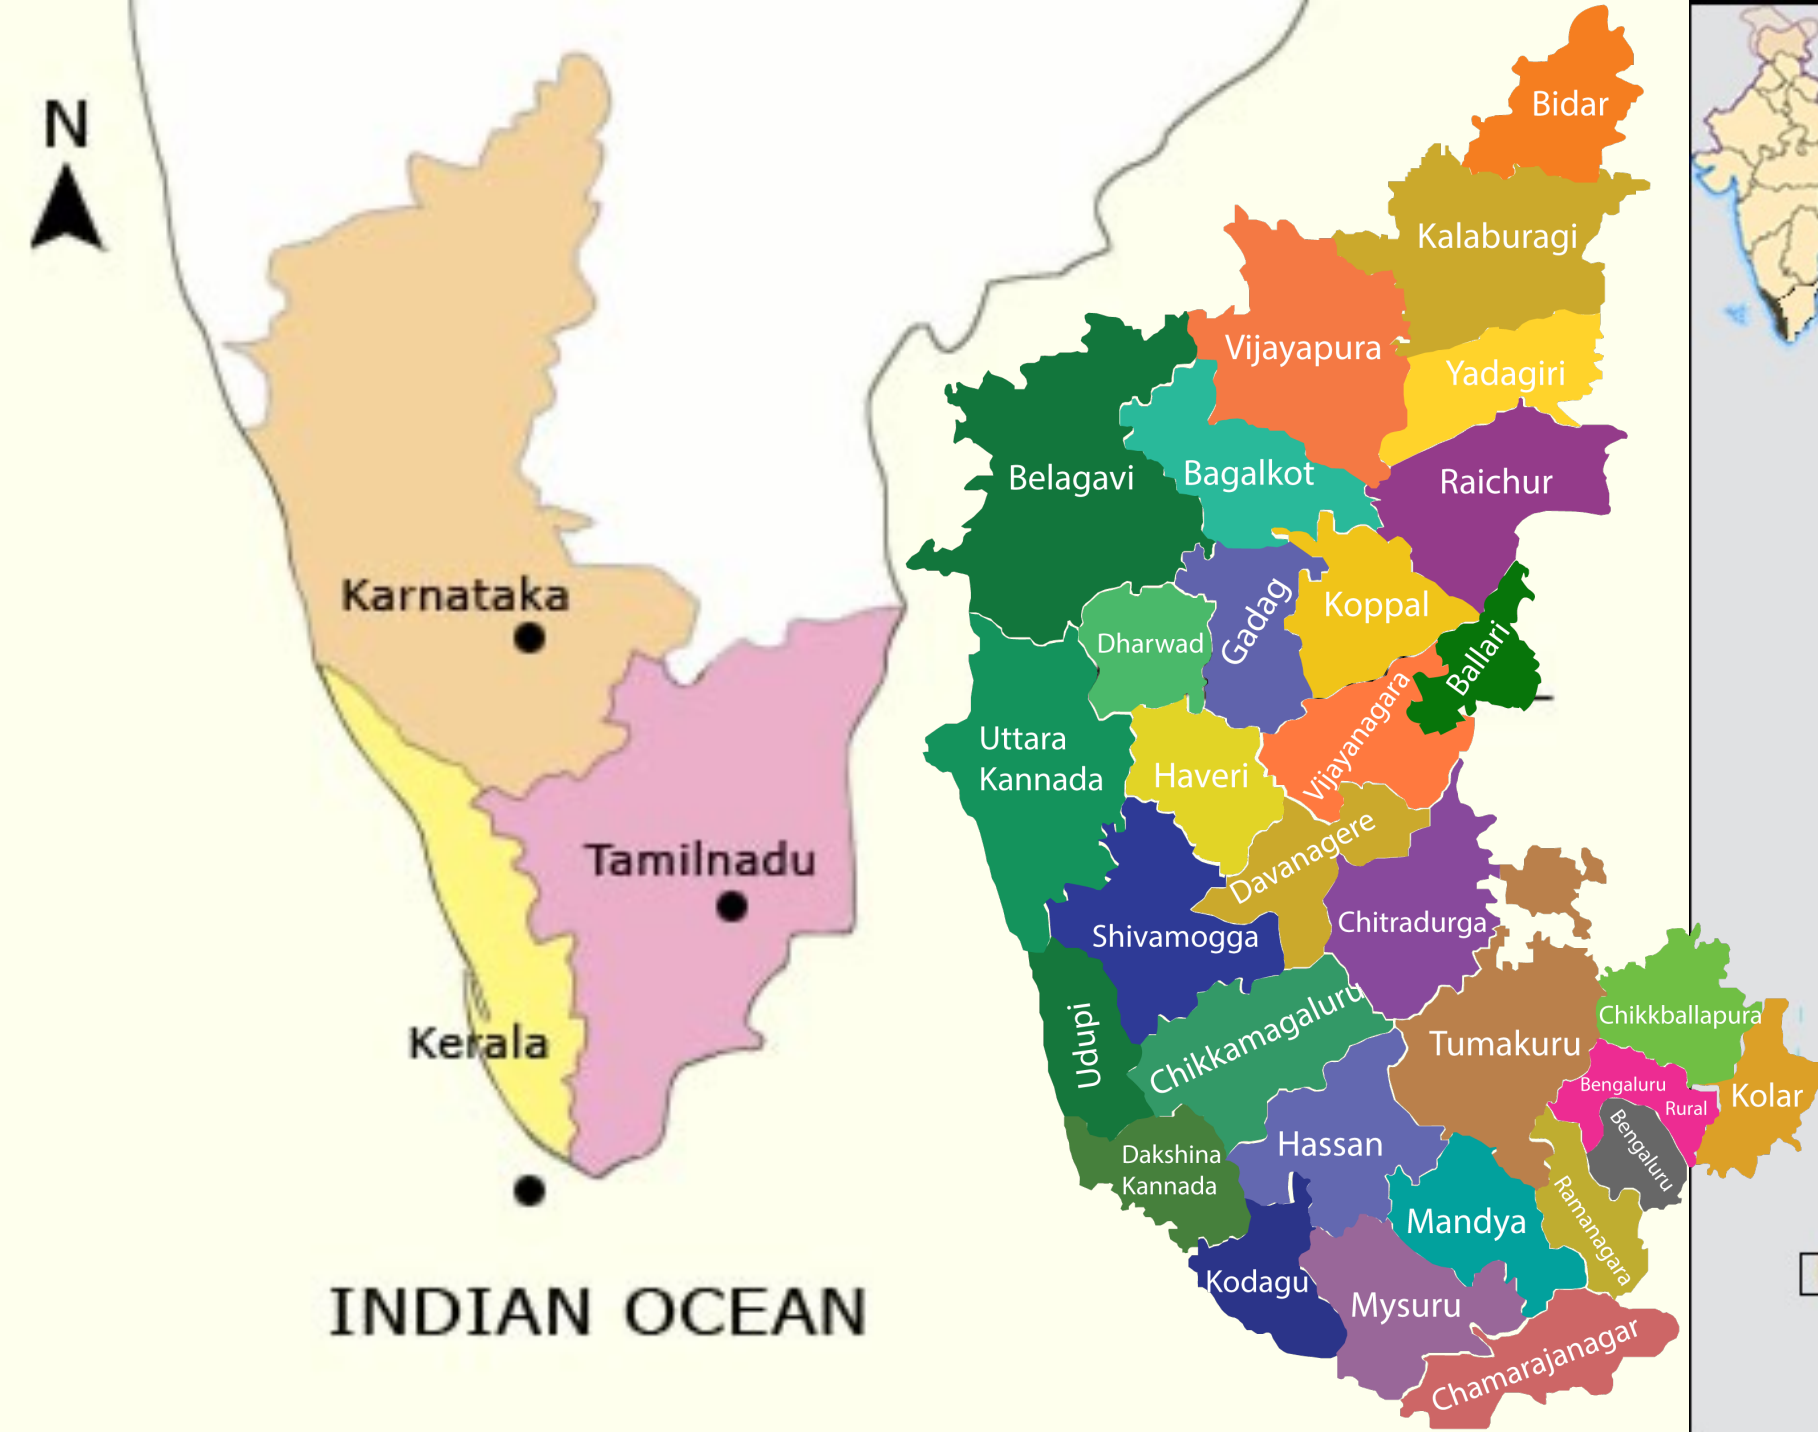 N
Karnataka
Tamilnadu
Kerala
INDIAN OCEAN
Bidar
Kalaburagi
Vijayapura
Yadagiri
Belagavi
Bagalkot
Raichur
Dharwad
Gadag
Koppal
Ballari
Uttara
Kannada
Haveri
Vijayanagara
Davanagere
Shivamogga
Chitradurga
Udupi
Chikkamagaluru
Tumakuru
Chikkballapura
Bengaluru
Rural
Kolar
Bengaluru
Dakshina
Kannada
Hassan
Mandya
Ramanagara
Kodagu
Mysuru
Chamarajanagar